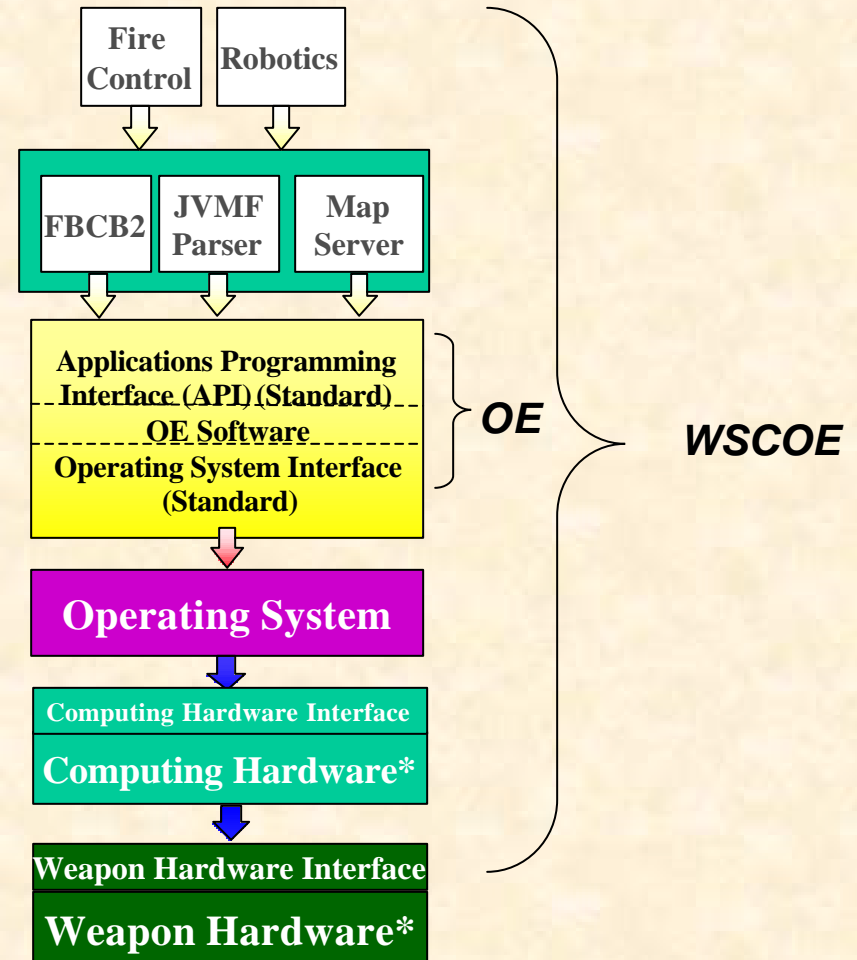 Fire
Control
Robotics
FBCB2
JVMF
Parser
Map
Server
Applications Programming
Interface (API) (Standard)
OE Software
Operating System Interface
(Standard)
OE
WSCOE
Operating System
Computing Hardware Interface
Computing Hardware*
Weapon Hardware Interface
Weapon Hardware*